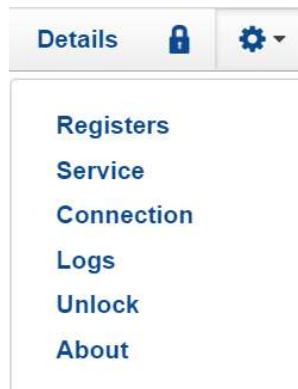 Details
Registers
Service
Connection
Logs
Unlock
About